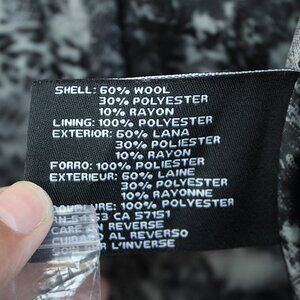 SHELL: 60% WOOL
30% POLYESTER
10% RAYON
LINING: 100% POLYESTER
EXTERIOR: 60% LANA
30% POLIESTER
10% RAYON
FORRO: 100% POLIESTER
EXTERIEUR: 60% LAINE
30% POLYESTER
10% RAYONNE
100% POLYESTER
CA 57151
CARE ON REVERSE
CUIDADO AL REVERSO
L'INVERSE